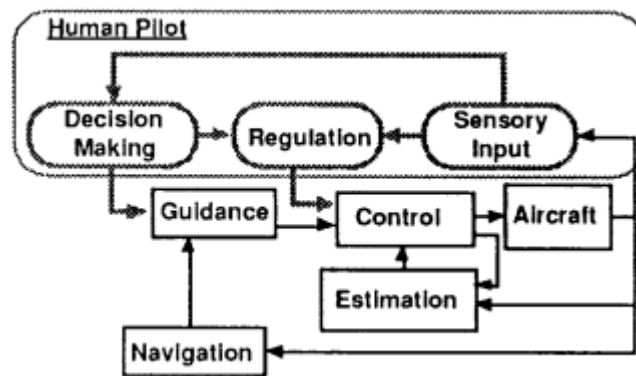 Human Pilot
Decision
Making
Regulation
Sensory
Input
Guidance
Control
Aircraft
Estimation
Navigation